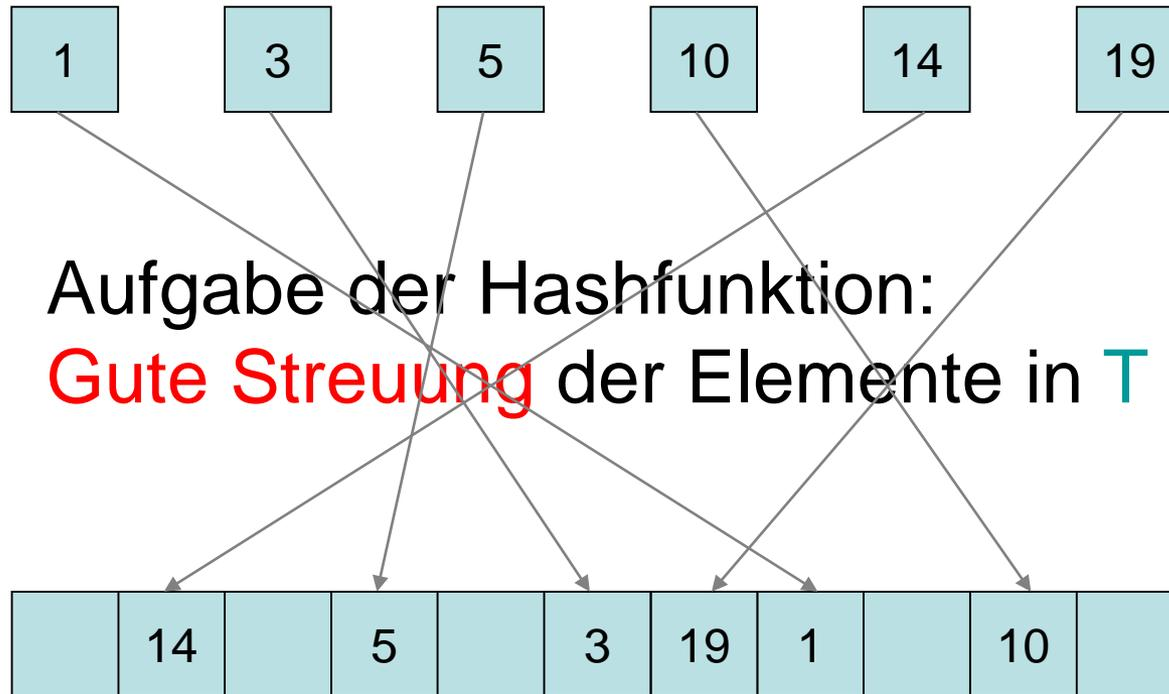 1 3 5 10 14 19
Aufgabe der Hashfunktion:
Gute Streuung der Elemente in T
14 5 3 19 1 10